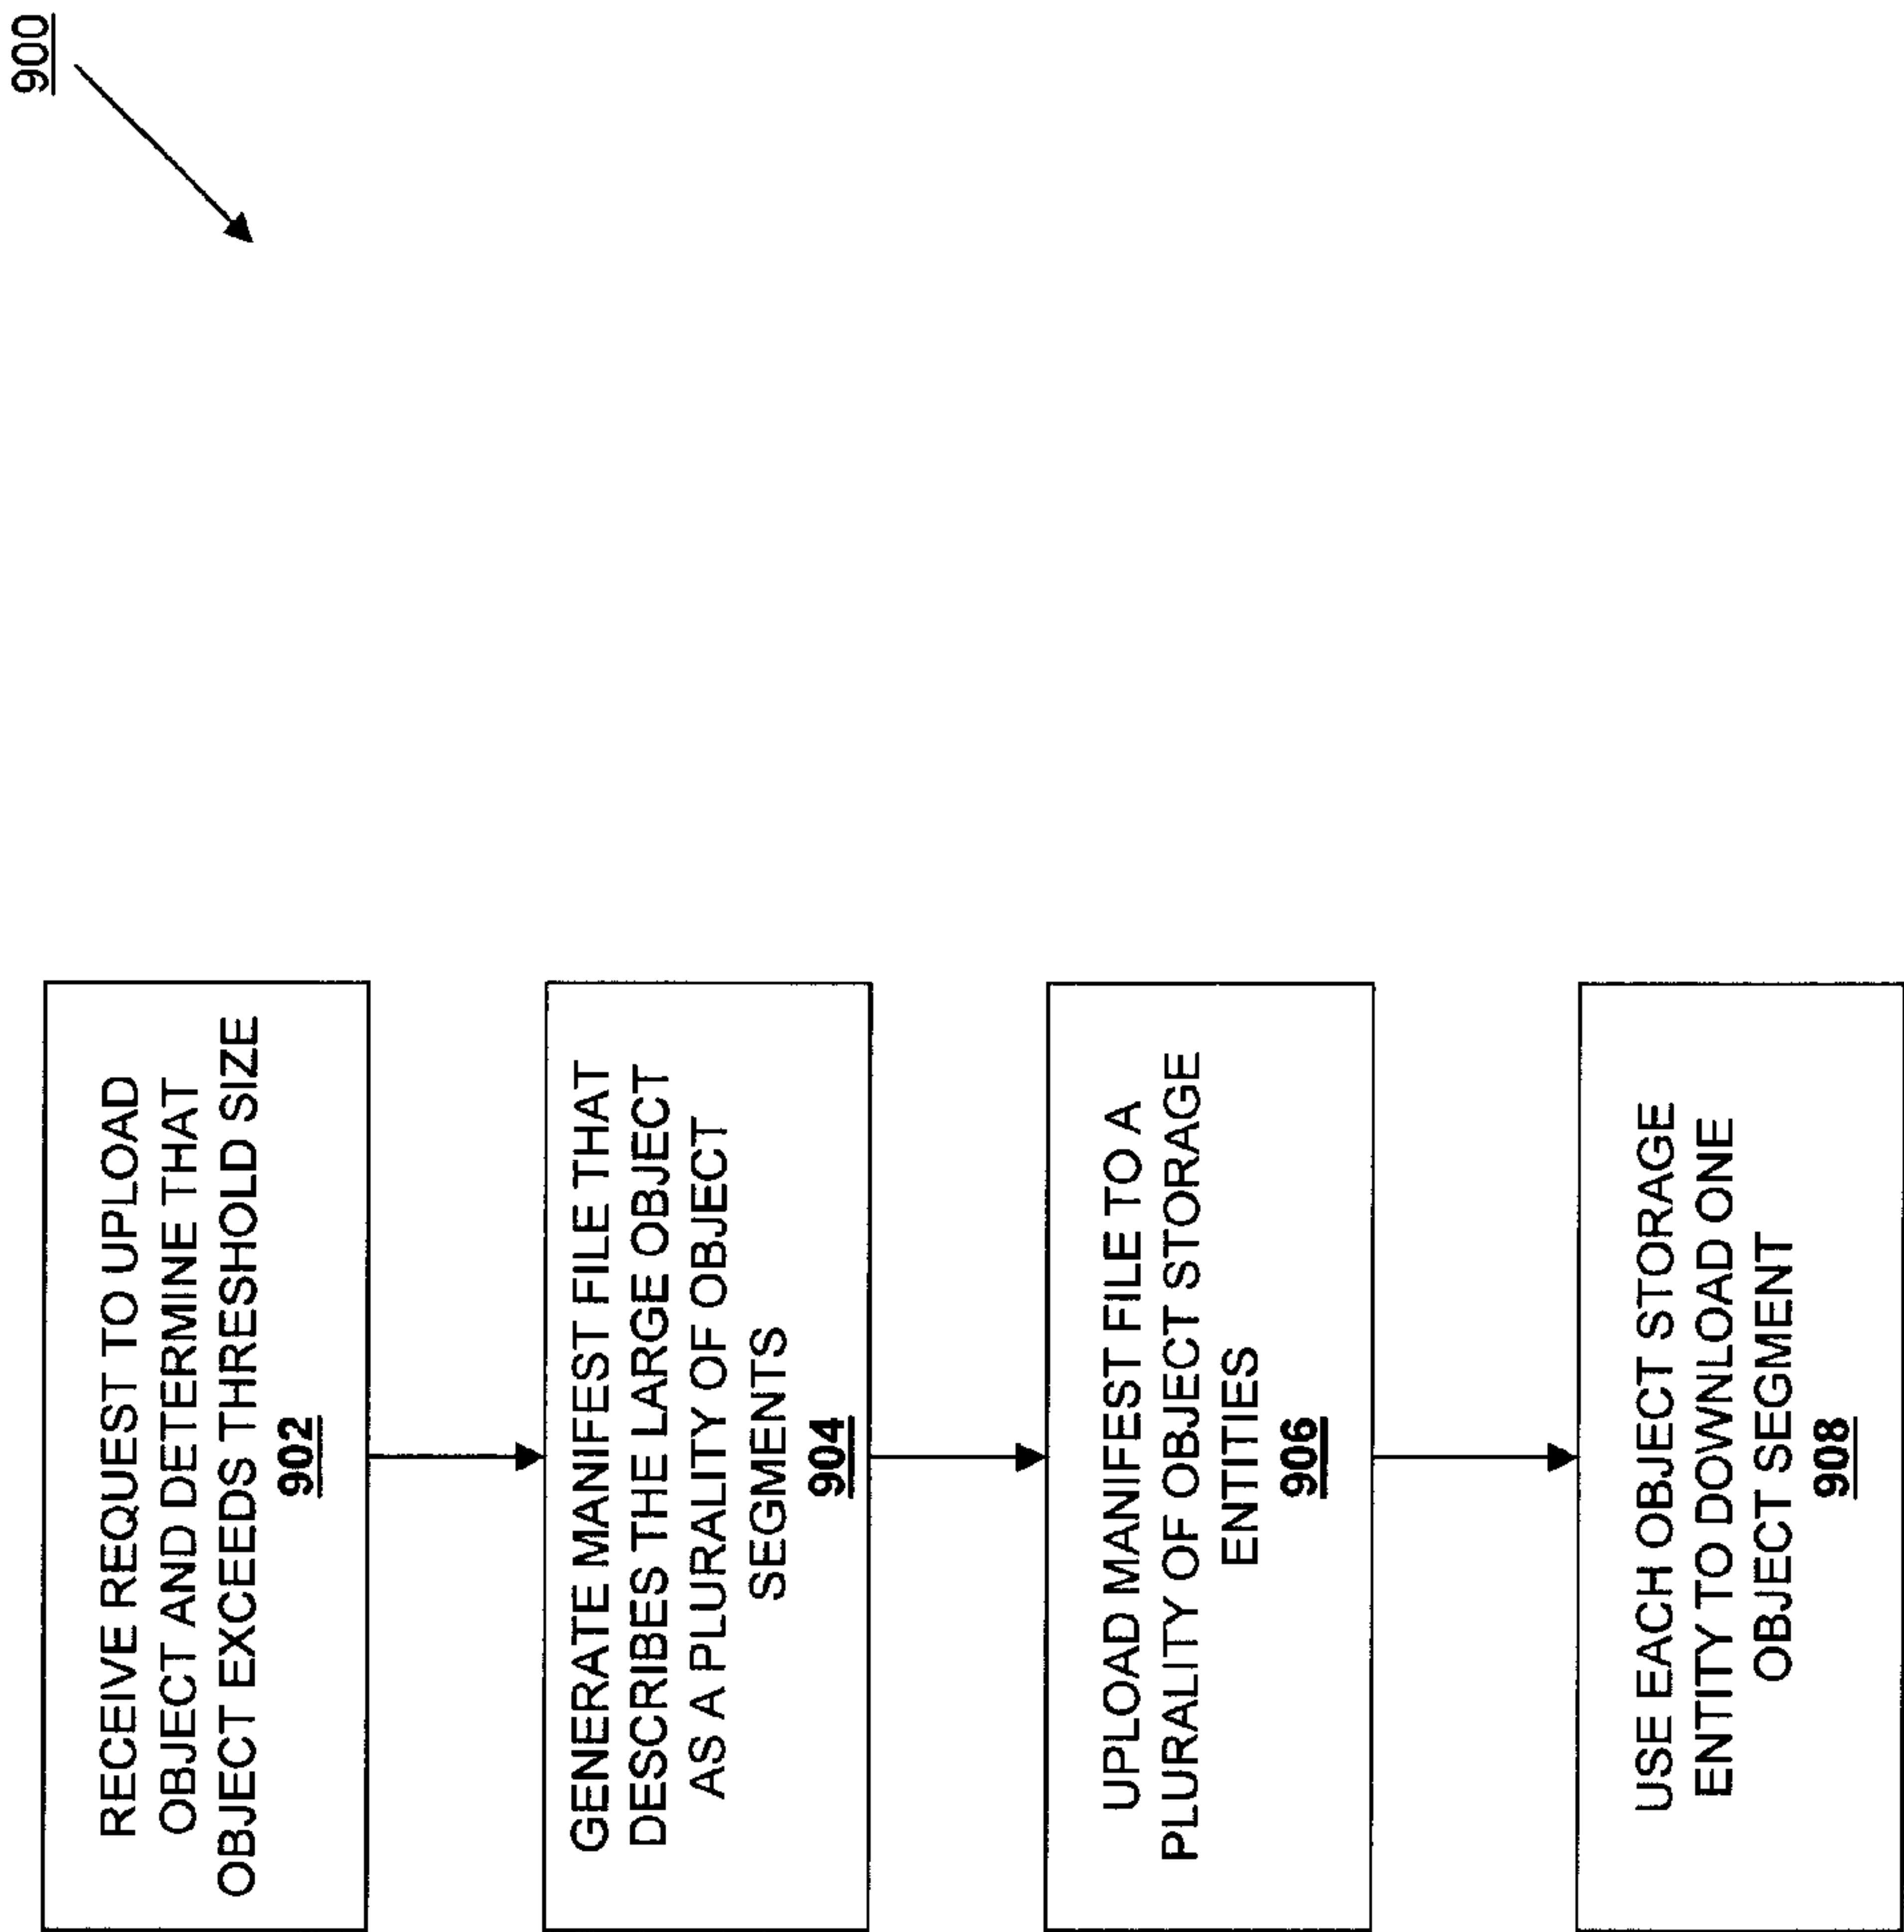 900
RECEIVE REQUEST TO UPLOAD
OBJECT AND DETERMINE THAT
OBJECT EXCEEDS THRESHOLD SIZE
902
GENERATE MANIFEST FILE THAT
DESCRIBES THE LARGE OBJECT
AS A PLURALITY OF OBJECT
SEGMENTS
904
UPLOAD MANIFEST FILE TO A
PLURALITY OF OBJECT STORAGE
ENTITIES
906
USE EACH OBJECT STORAGE
ENTITY TO DOWNLOAD ONE
OBJECT SEGMENT
908